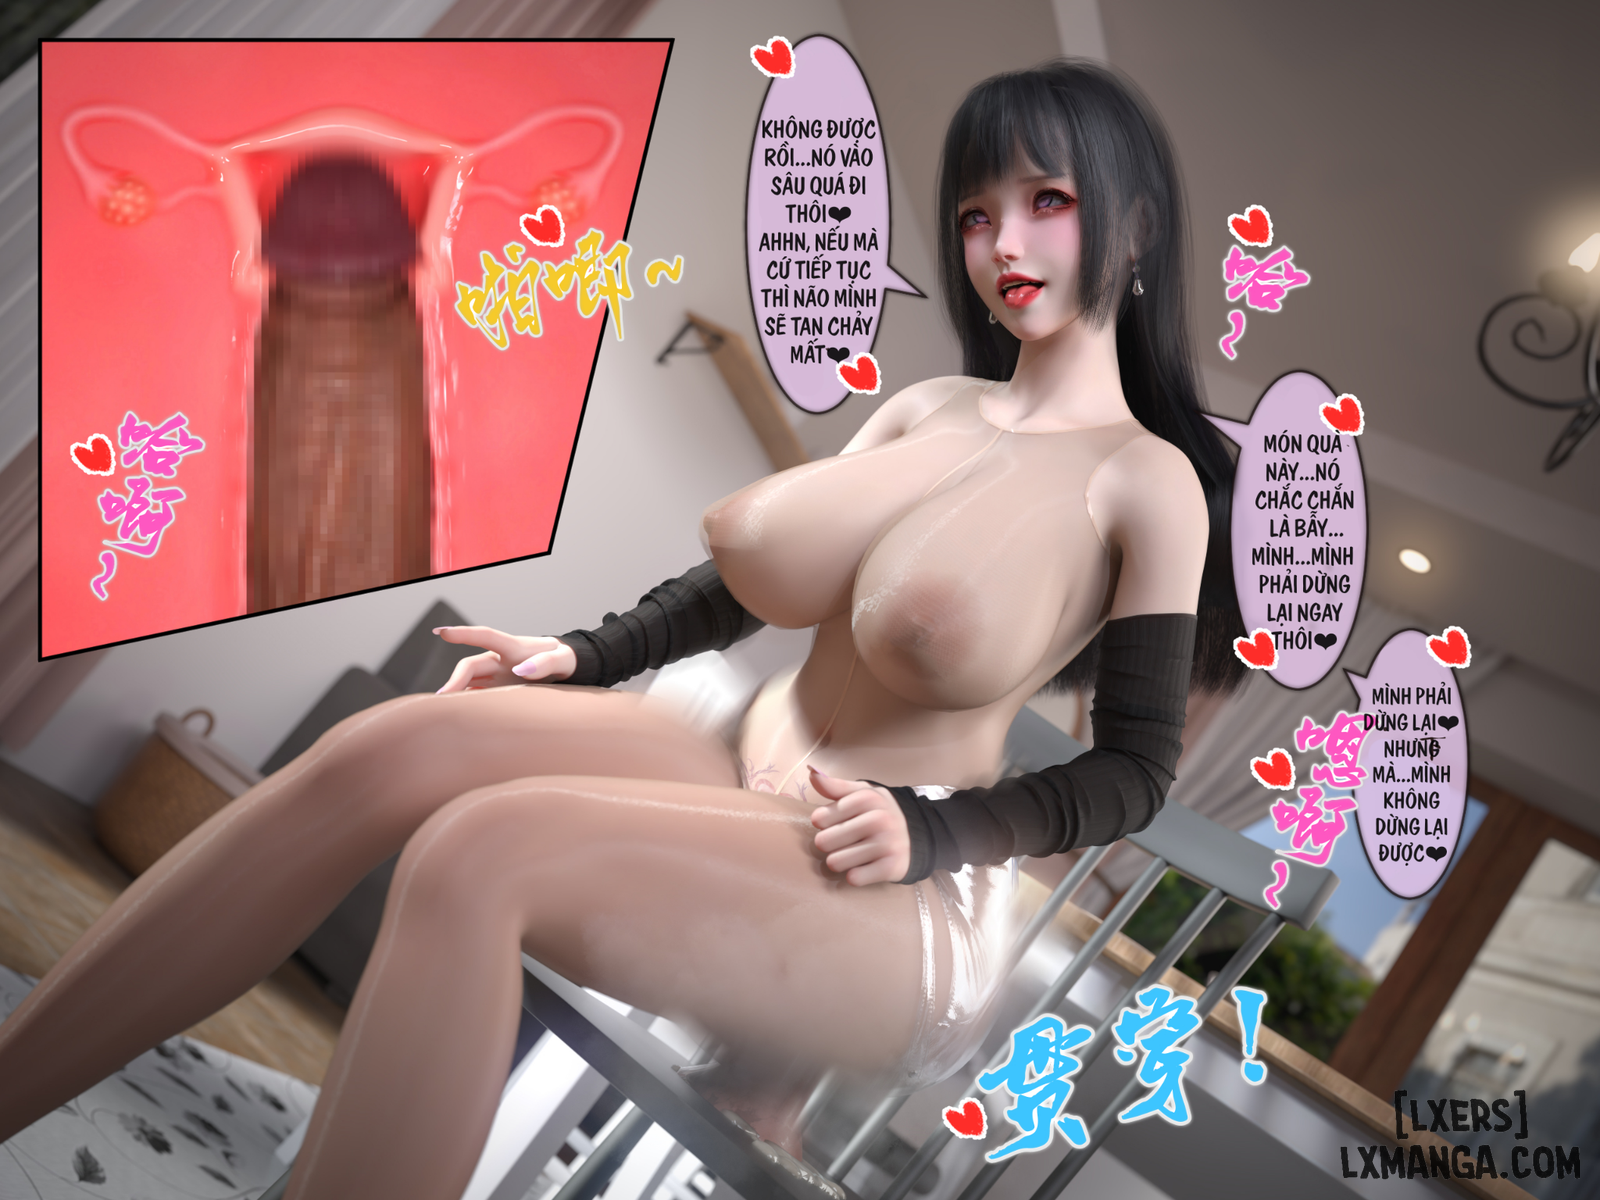 KHÔNG ĐƯỢC
RỒI...NÓ VÀO
SÂU QUÁ ĐI
THÔI❤
AHHN, NẾU MÀ
CỨ TIẾP TỤC
THÌ NÃO MÌNH
SẼ TAN CHẢY
MẤT❤
啪唧~
哈
啊
~
哈
~
MÓN QUÀ
NÀY...NÓ
CHẮC CHẮN
LÀ BẪY...
MÌNH...MÌNH
PHẢI DỪNG
LẠI NGAY
THÔI❤
MÌNH PHẢI
DỪNG LẠI❤
NHƯNG
MÀ...MÌNH
KHÔNG
DỪNG LẠI
ĐƯỢC❤
嗯
啊
~
贯穿!
[LXERS]
LXMANGA.COM